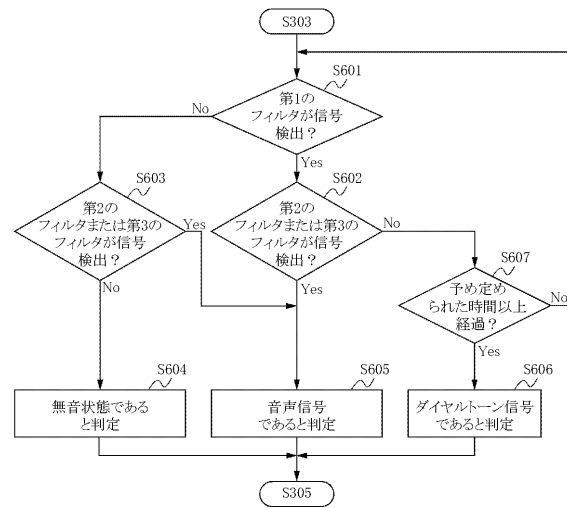 S303
S601
第1の
フィルタが信号
検出？
No
Yes
S603
第2の
フィルタまたは第3の
フィルタが信号
検出？
Yes
No
S602
第2の
フィルタまたは第3の
フィルタが信号
検出？
No
Yes
S607
予め定め
られた時間以上
経過？
No
Yes
S604
無音状態である
と判定
S605
音声信号
であると判定
S606
ダイヤルトーン信号
であると判定
S305